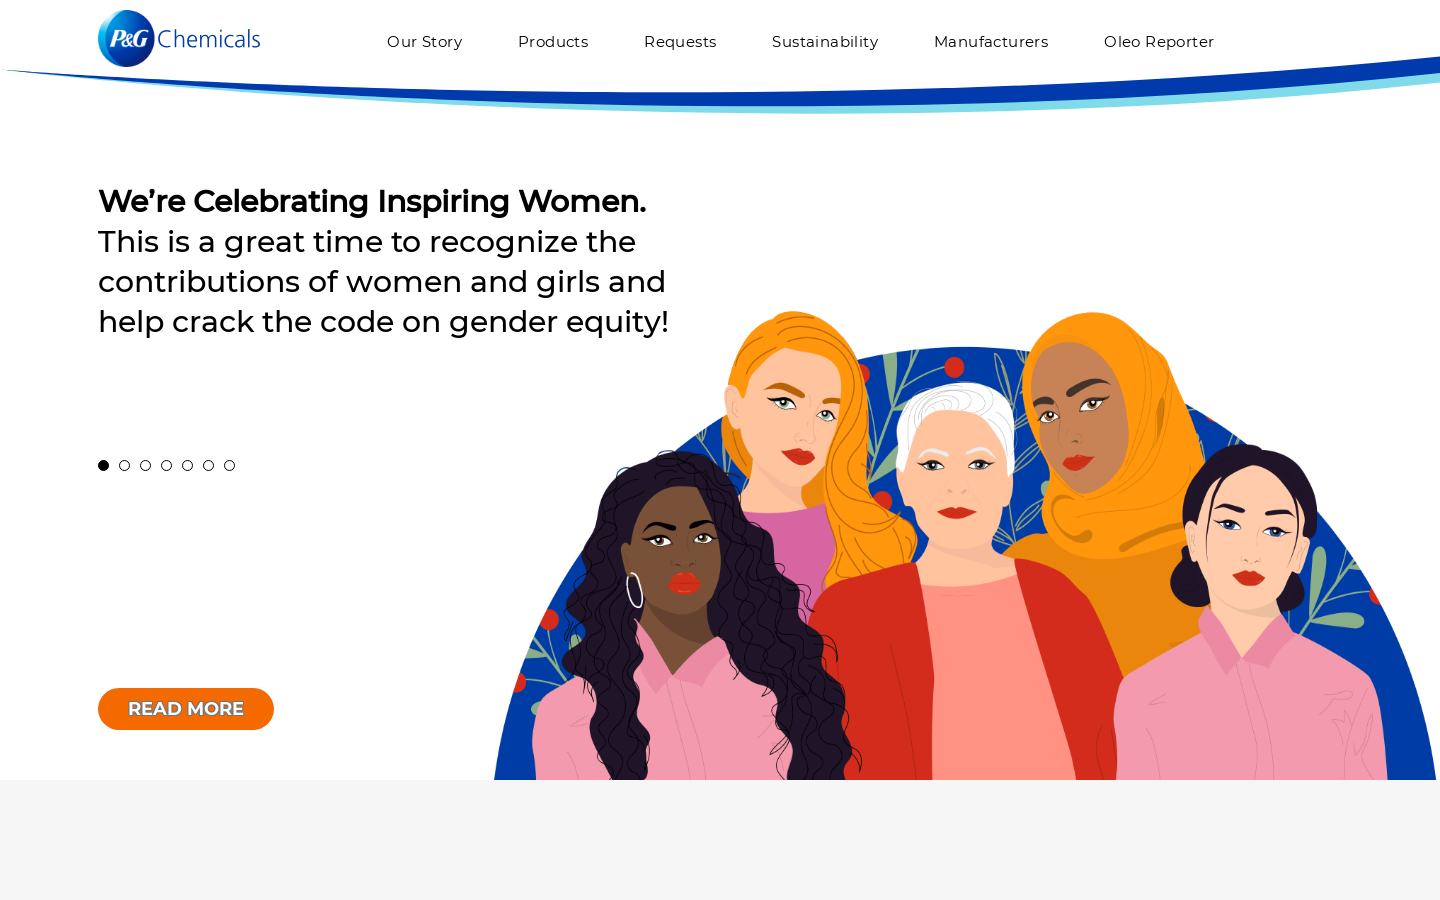 P&G Chemicals
Our Story
Products
Requests
Sustainability
Manufacturers
Oleo Reporter
We’re Celebrating Inspiring Women.
This is a great time to recognize the
contributions of women and girls and
help crack the code on gender equity!
READ MORE